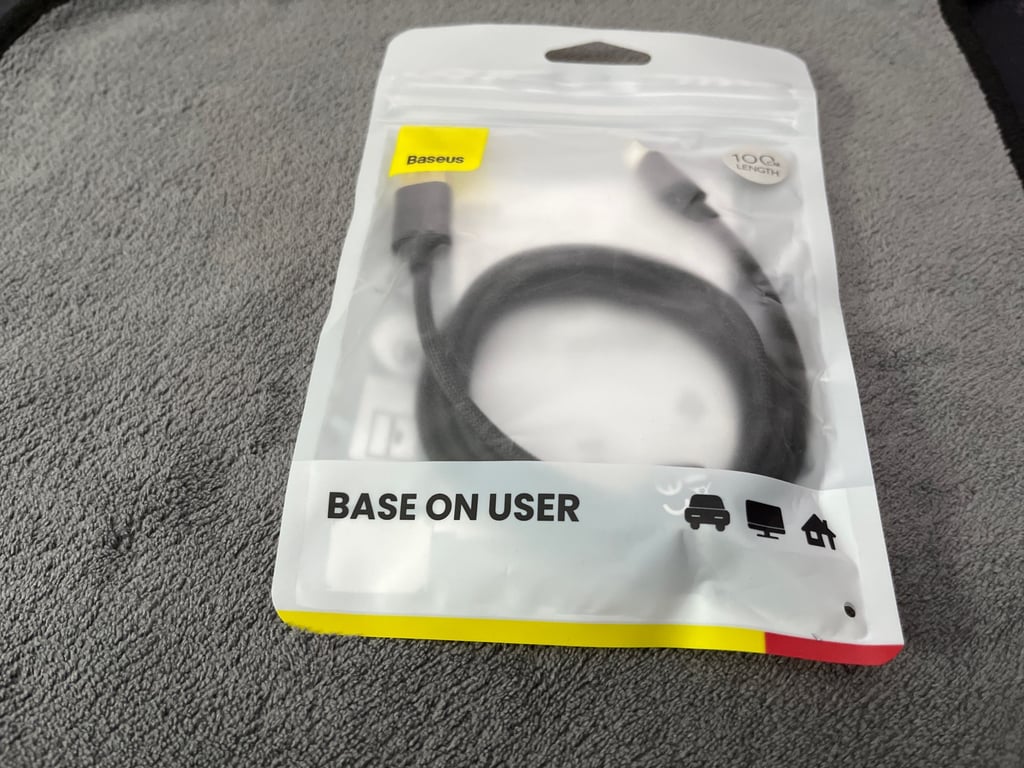 Baseus
100cm
LENGTH
BASE ON USER